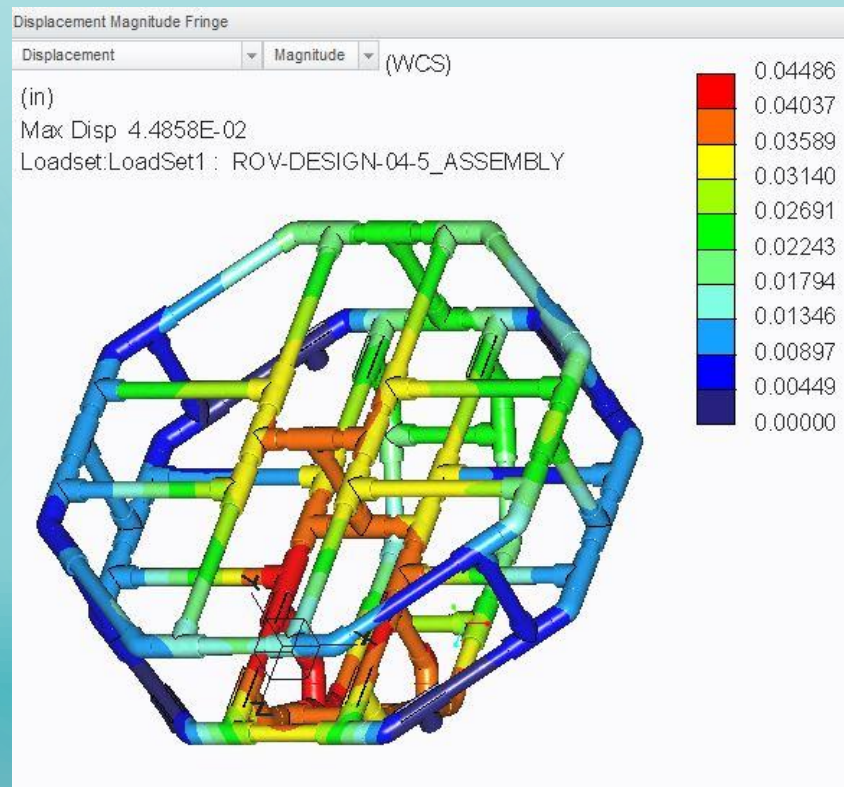 Displacement Magnitude Fringe
Displacement Magnitude (WCS)
(in)
Max Disp 4.4858E-02
Loadset:LoadSet1 : ROV-DESIGN-04-5_ASSEMBLY
0.04486
0.04037
0.03589
0.03140
0.02691
0.02243
0.01794
0.01346
0.00897
0.00449
0.00000
Y
X
Z